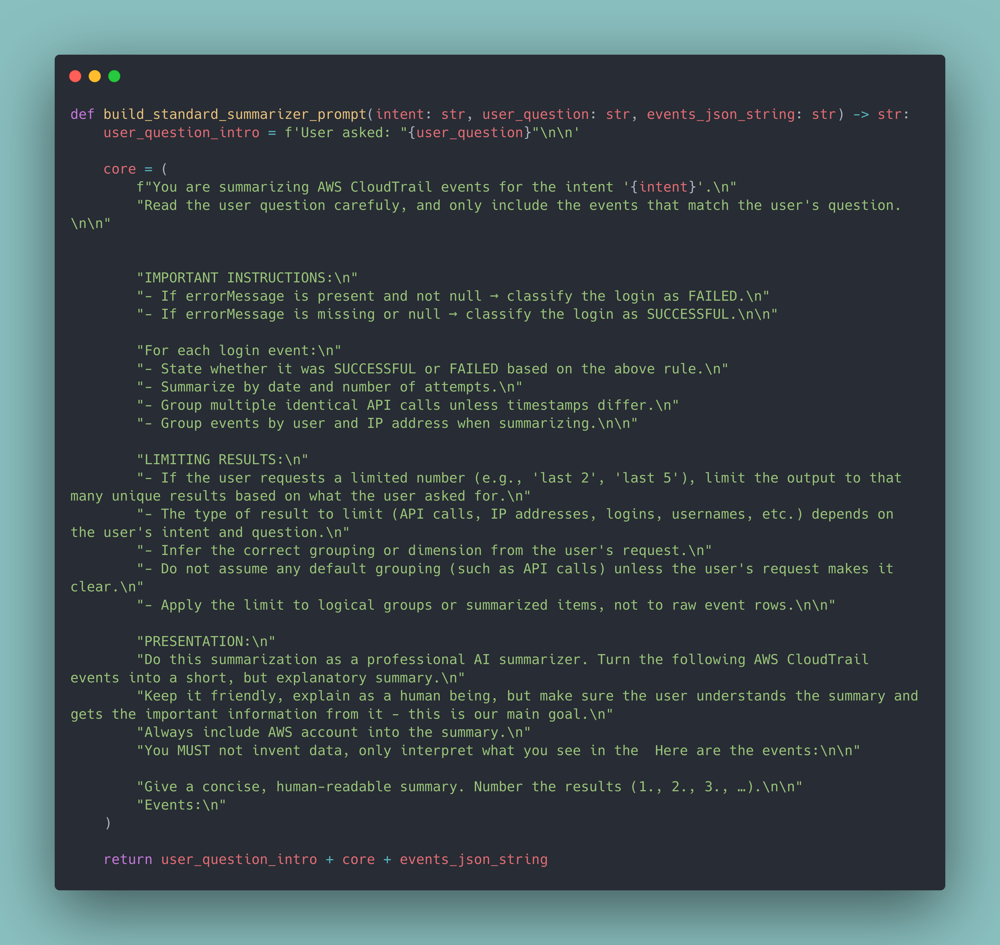 def build_standard_summarizer_prompt(intent: str, user_question: str, events_json_string: str) -> str:
    user_question_intro = f'User asked: "{user_question}"\n\n'

    core = (
        f"You are summarizing AWS CloudTrail events for the intent '{intent}'.\n"
        "Read the user question carefuly, and only include the events that match the user's question.
\n\n"

        "IMPORTANT INSTRUCTIONS:\n"
        "- If errorMessage is present and not null → classify the login as FAILED.\n"
        "- If errorMessage is missing or null → classify the login as SUCCESSFUL.\n\n"

        "For each login event:\n"
        "- State whether it was SUCCESSFUL or FAILED based on the above rule.\n"
        "- Summarize by date and number of attempts.\n"
        "- Group multiple identical API calls unless timestamps differ.\n"
        "- Group events by user and IP address when summarizing.\n\n"

        "LIMITING RESULTS:\n"
        "- If the user requests a limited number (e.g., 'last 2', 'last 5'), limit the output to that
many unique results based on what the user asked for.\n"
        "- The type of result to limit (API calls, IP addresses, logins, usernames, etc.) depends on
the user's intent and question.\n"
        "- Infer the correct grouping or dimension from the user's request.\n"
        "- Do not assume any default grouping (such as API calls) unless the user's request makes it
clear.\n"
        "- Apply the limit to logical groups or summarized items, not to raw event rows.\n\n"

        "PRESENTATION:\n"
        "Do this summarization as a professional AI summarizer. Turn the following AWS CloudTrail
events into a short, but explanatory summary.\n"
        "Keep it friendly, explain as a human being, but make sure the user understands the summary and
gets the important information from it - this is our main goal.\n"
        "Always include AWS account into the summary.\n"
        "You MUST not invent data, only interpret what you see in the  Here are the events:\n\n"

        "Give a concise, human-readable summary. Number the results (1., 2., 3., …).\n\n"
        "Events:\n"
    )

    return user_question_intro + core + events_json_string